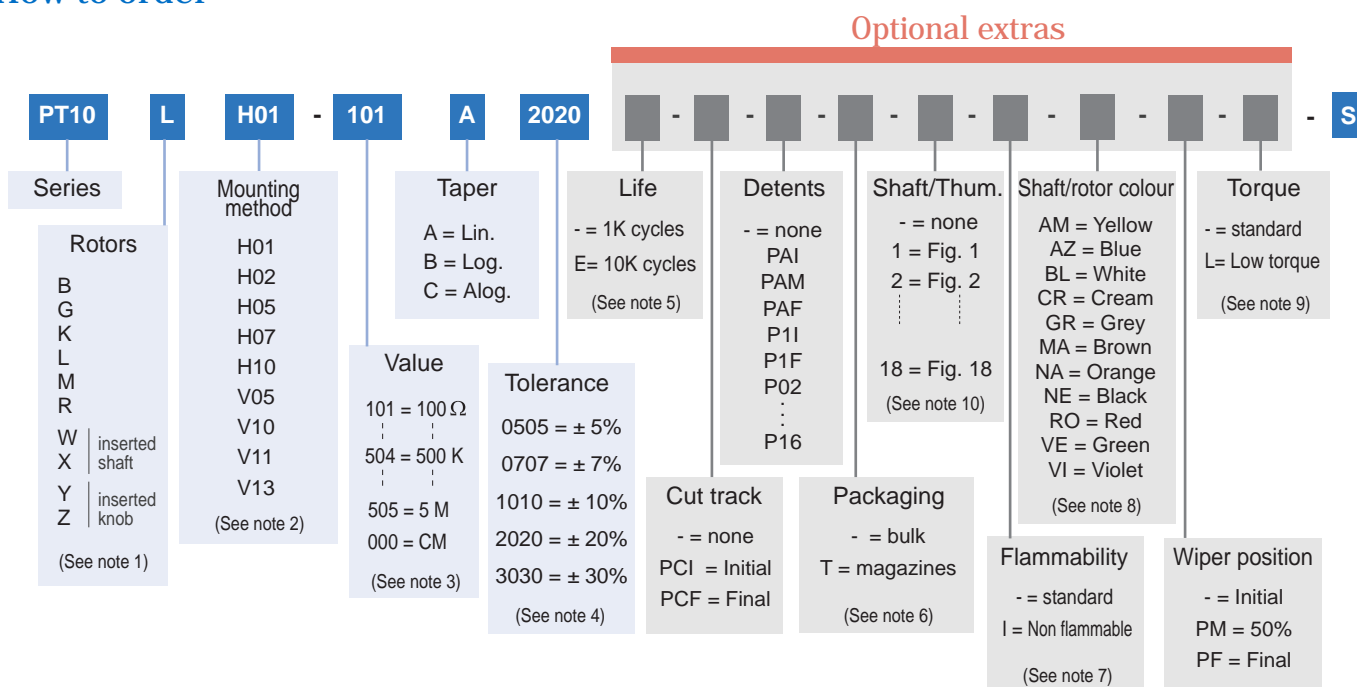 How to order
Optional extras
PT10 L H01 - 101 A 2020 - - - - - - - - - S
Series
Rotors
B
G
K
L
M
R
W
X
inserted
shaft
Y
Z
inserted
knob
(See note 1)
Mounting
method
H01
H02
H05
H07
H10
V05
V10
V11
V13
(See note 2)
Value
101 = 100 Ω
504 = 500 K
505 = 5 M
000 = CM
(See note 3)
Taper
A = Lin.
B = Log.
C = Alog.
Tolerance
0505 = ± 5%
0707 = ± 7%
1010 = ± 10%
2020 = ± 20%
3030 = ± 30%
(See note 4)
Life
- = 1K cycles
E= 10K cycles
(See note 5)
Cut track
- = none
PCI = Initial
PCF = Final
Detents
- = none
PAI
PAM
PAF
P1I
P1F
P02
:
:
P16
Packaging
- = bulk
T = magazines
(See note 6)
Shaft/Thum.
- = none
1 = Fig. 1
2 = Fig. 2
18 = Fig. 18
(See note 10)
Flammability
- = standard
I = Non flammable
(See note 7)
Shaft/rotor colour
AM = Yellow
AZ = Blue
BL = White
CR = Cream
GR = Grey
MA = Brown
NA = Orange
NE = Black
RO = Red
VE = Green
VI = Violet
(See note 8)
Wiper position
- = Initial
PM = 50%
PF = Final
Torque
- = standard
L= Low torque
(See note 9)